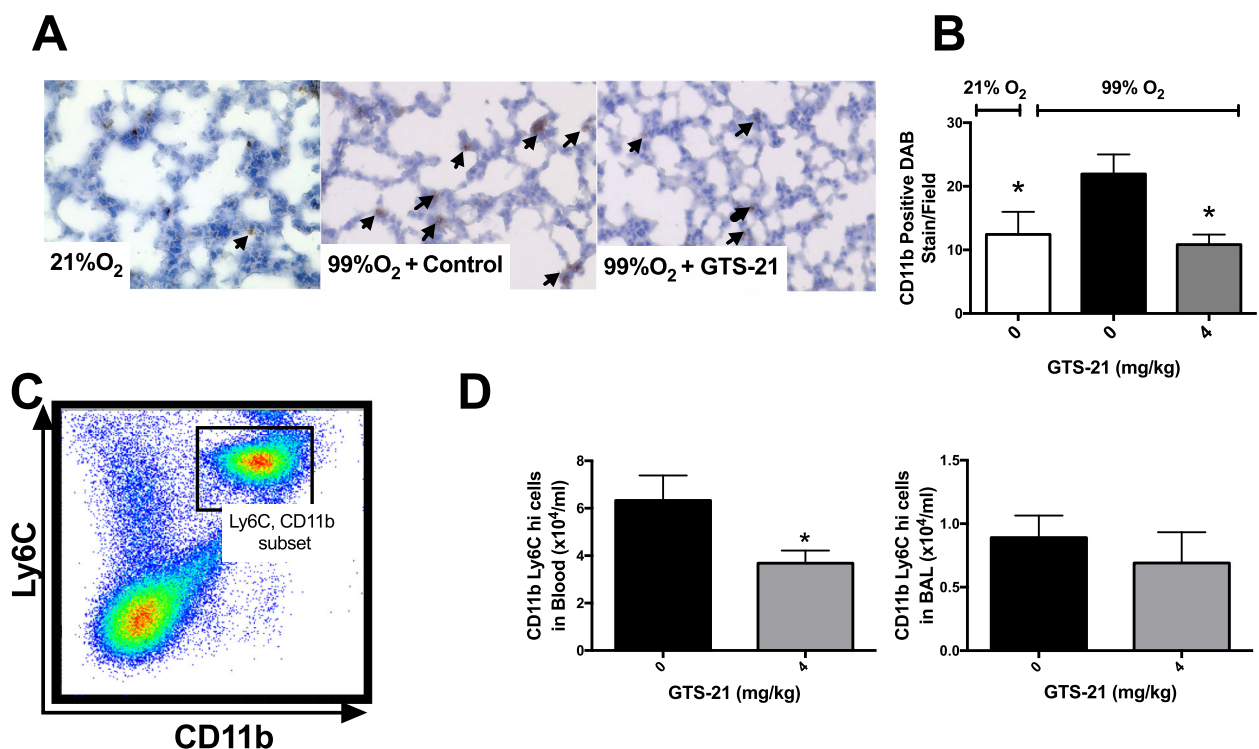 A
21%O2
99%O2 + Control
99%O2 + GTS-21
B
21% O2
99% O2
CD11b Positive DAB
Stain/Field
30
20
10
0
*
*
0
0
4
GTS-21 (mg/kg)
C
Ly6C
Ly6C, CD11b
subset
CD11b
D
CD11b Ly6C hi cells
in Blood (x10^4/ml)
8
6
4
2
0
*
0
4
GTS-21 (mg/kg)
CD11b Ly6C hi cells
in BAL (x10^4/ml)
1.5
1.0
0.5
0.0
0
4
GTS-21 (mg/kg)